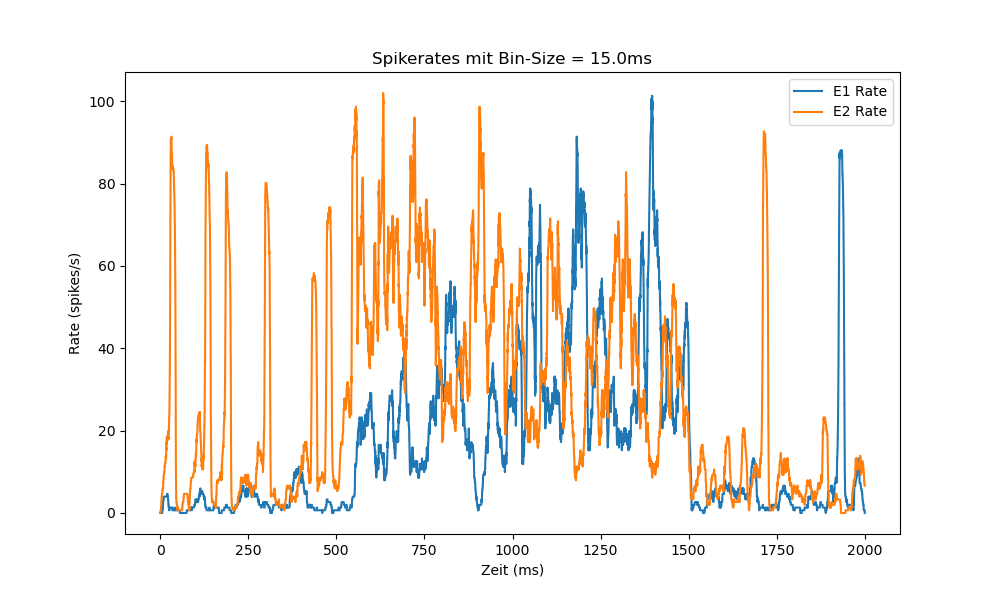 Spikerates mit Bin-Size = 15.0ms
E1 Rate
E2 Rate
Rate (spikes/s)
100
80
60
40
20
0
0 250 500 750 1000 1250 1500 1750 2000
Zeit (ms)